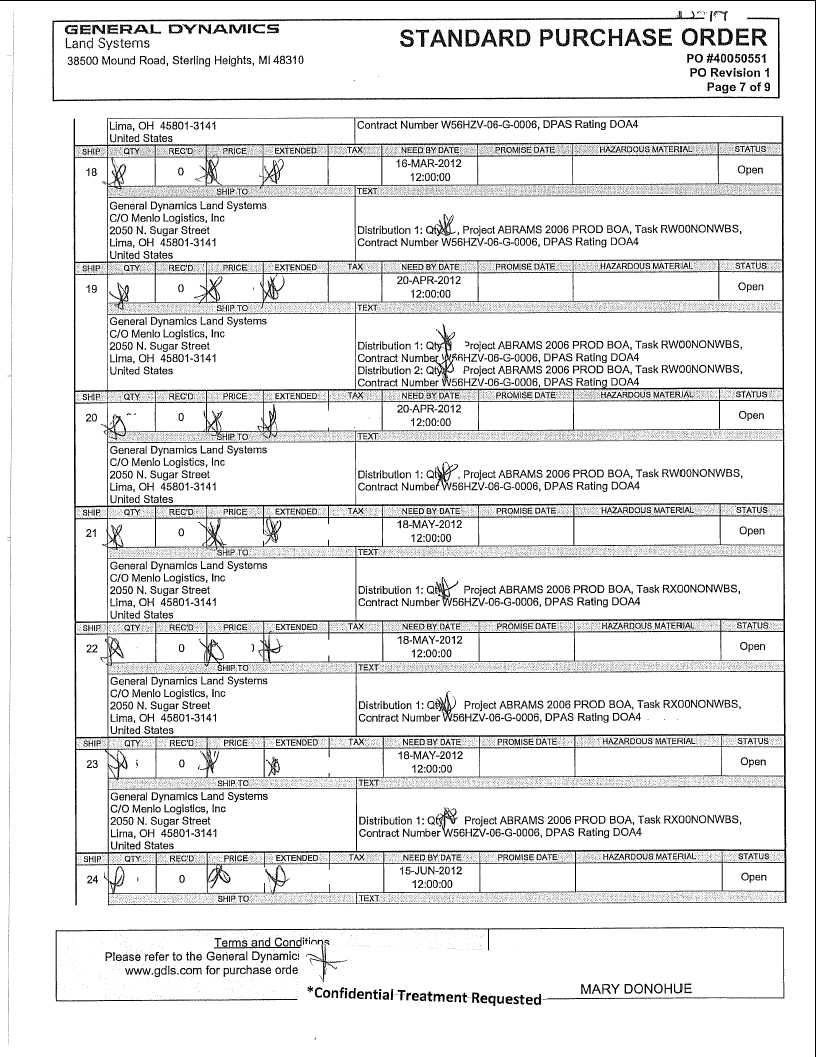 GENERAL DYNAMICS
Land Systems
38500 Mound Road, Sterling Heights, MI 48310
STANDARD PURCHASE ORDER
PO #40050551
PO Revision 1
Page 7 of 9
Lima, OH 45801-3141
United States
Contract Number W56HZV-06-G-0006, DPAS Rating DOA4
SHIP QTY REC'D PRICE EXTENDED TAX NEED BY DATE PROMISE DATE HAZARDOUS MATERIAL STATUS
18 0 16-MAR-2012 Open
12:00:00
SHIP TO TEXT
General Dynamics Land Systems
C/O Menlo Logistics, Inc
2050 N. Sugar Street
Lima, OH 45801-3141
United States
Distribution 1: Qty , Project ABRAMS 2006 PROD BOA, Task RW00NONWBS,
Contract Number W56HZV-06-G-0006, DPAS Rating DOA4
SHIP QTY REC'D PRICE EXTENDED TAX NEED BY DATE PROMISE DATE HAZARDOUS MATERIAL STATUS
19 0 20-APR-2012 Open
12:00:00
SHIP TO TEXT
General Dynamics Land Systems
C/O Menlo Logistics, Inc
2050 N. Sugar Street
Lima, OH 45801-3141
United States
Distribution 1: Qty Project ABRAMS 2006 PROD BOA, Task RW00NONWBS,
Contract Number W56HZV-06-G-0006, DPAS Rating DOA4
Distribution 2: Qty Project ABRAMS 2006 PROD BOA, Task RW00NONWBS,
Contract Number W56HZV-06-G-0006, DPAS Rating DOA4
SHIP QTY REC'D PRICE EXTENDED TAX NEED BY DATE PROMISE DATE HAZARDOUS MATERIAL STATUS
20 0 20-APR-2012 Open
12:00:00
SHIP TO TEXT
General Dynamics Land Systems
C/O Menlo Logistics, Inc
2050 N. Sugar Street
Lima, OH 45801-3141
United States
Distribution 1: Qty , Project ABRAMS 2006 PROD BOA, Task RW00NONWBS,
Contract Number W56HZV-06-G-0006, DPAS Rating DOA4
SHIP QTY REC'D PRICE EXTENDED TAX NEED BY DATE PROMISE DATE HAZARDOUS MATERIAL STATUS
21 0 18-MAY-2012 Open
12:00:00
SHIP TO TEXT
General Dynamics Land Systems
C/O Menlo Logistics, Inc
2050 N. Sugar Street
Lima, OH 45801-3141
United States
Distribution 1: Qty Project ABRAMS 2006 PROD BOA, Task RX00NONWBS,
Contract Number W56HZV-06-G-0006, DPAS Rating DOA4
SHIP QTY REC'D PRICE EXTENDED TAX NEED BY DATE PROMISE DATE HAZARDOUS MATERIAL STATUS
22 0 18-MAY-2012 Open
12:00:00
SHIP TO TEXT
General Dynamics Land Systems
C/O Menlo Logistics, Inc
2050 N. Sugar Street
Lima, OH 45801-3141
United States
Distribution 1: Qty Project ABRAMS 2006 PROD BOA, Task RX00NONWBS,
Contract Number W56HZV-06-G-0006, DPAS Rating DOA4
SHIP QTY REC'D PRICE EXTENDED TAX NEED BY DATE PROMISE DATE HAZARDOUS MATERIAL STATUS
23 0 18-MAY-2012 Open
12:00:00
SHIP TO TEXT
General Dynamics Land Systems
C/O Menlo Logistics, Inc
2050 N. Sugar Street
Lima, OH 45801-3141
United States
Distribution 1: Qty Project ABRAMS 2006 PROD BOA, Task RX00NONWBS,
Contract Number W56HZV-06-G-0006, DPAS Rating DOA4
SHIP QTY REC'D PRICE EXTENDED TAX NEED BY DATE PROMISE DATE HAZARDOUS MATERIAL STATUS
24 0 15-JUN-2012 Open
12:00:00
SHIP TO TEXT
Terms and Conditions
Please refer to the General Dynamic
www.gdls.com for purchase orde
*Confidential Treatment Requested
MARY DONOHUE